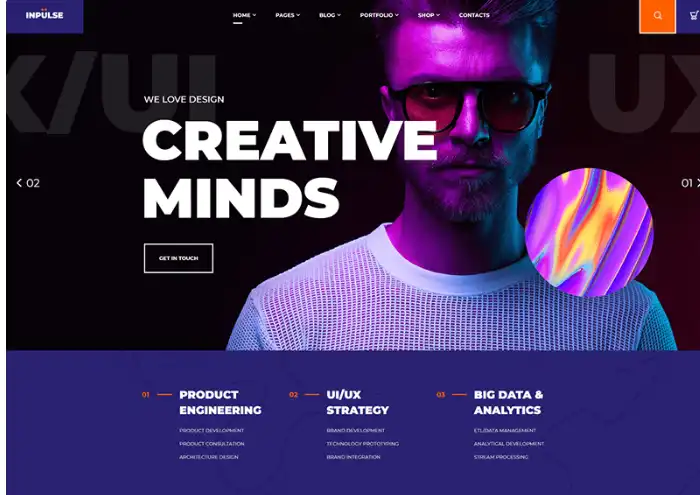 INPULSE
HOME
PAGES
BLOG
PORTFOLIO
SHOP
CONTACTS
X/UI
UX
WE LOVE DESIGN
CREATIVE
MINDS
02
01
GET IN TOUCH
01
PRODUCT
ENGINEERING
PRODUCT DEVELOPMENT
PRODUCT CONSULTATION
ARCHITECTURE DESIGN
02
UI/UX
STRATEGY
BRAND DEVELOPMENT
TECHNOLOGY PROTOTYPING
BRAND INTEGRATION
03
BIG DATA &
ANALYTICS
ETL/DATA MANAGEMENT
ANALYTICAL DEVELOPMENT
STREAM PROCESSING